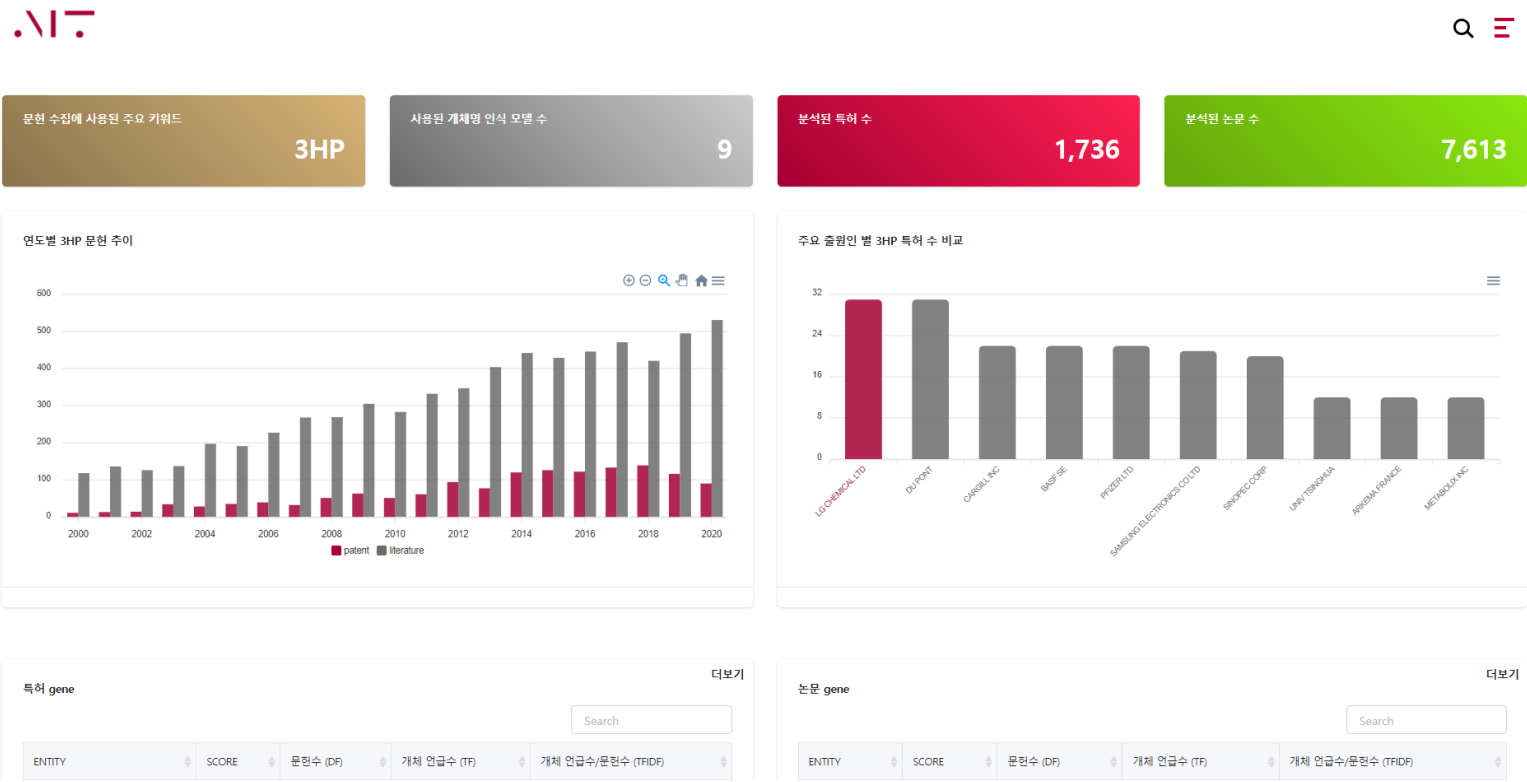 문헌 수집에 사용된 주요 키워드
3HP
사용된 개체명 인식 모델 수
9
분석된 특허 수
1,736
분석된 논문 수
7,613
연도별 3HP 문헌 추이
600
500
400
300
200
100
0
2000 2002 2004 2006 2008 2010 2012 2014 2016 2018 2020
patent literature
주요 출원인 별 3HP 특허 수 비교
32
24
16
8
0
LG CHEMICAL LTD
DU PONT
CARGILL INC
BASF SE
PFIZER LTD
SAMSUNG ELECTRONICS CO LTD
SINOPEC CORP
UNIV TSINGHUA
ARKEMA FRANCE
METABOLIX INC
더보기
특허 gene
Search
ENTITY SCORE 문헌수 (DF) 개체 언급수 (TF) 개체 언급수/문헌수 (TFIDF)
더보기
논문 gene
Search
ENTITY SCORE 문헌수 (DF) 개체 언급수 (TF) 개체 언급수/문헌수 (TFIDF)